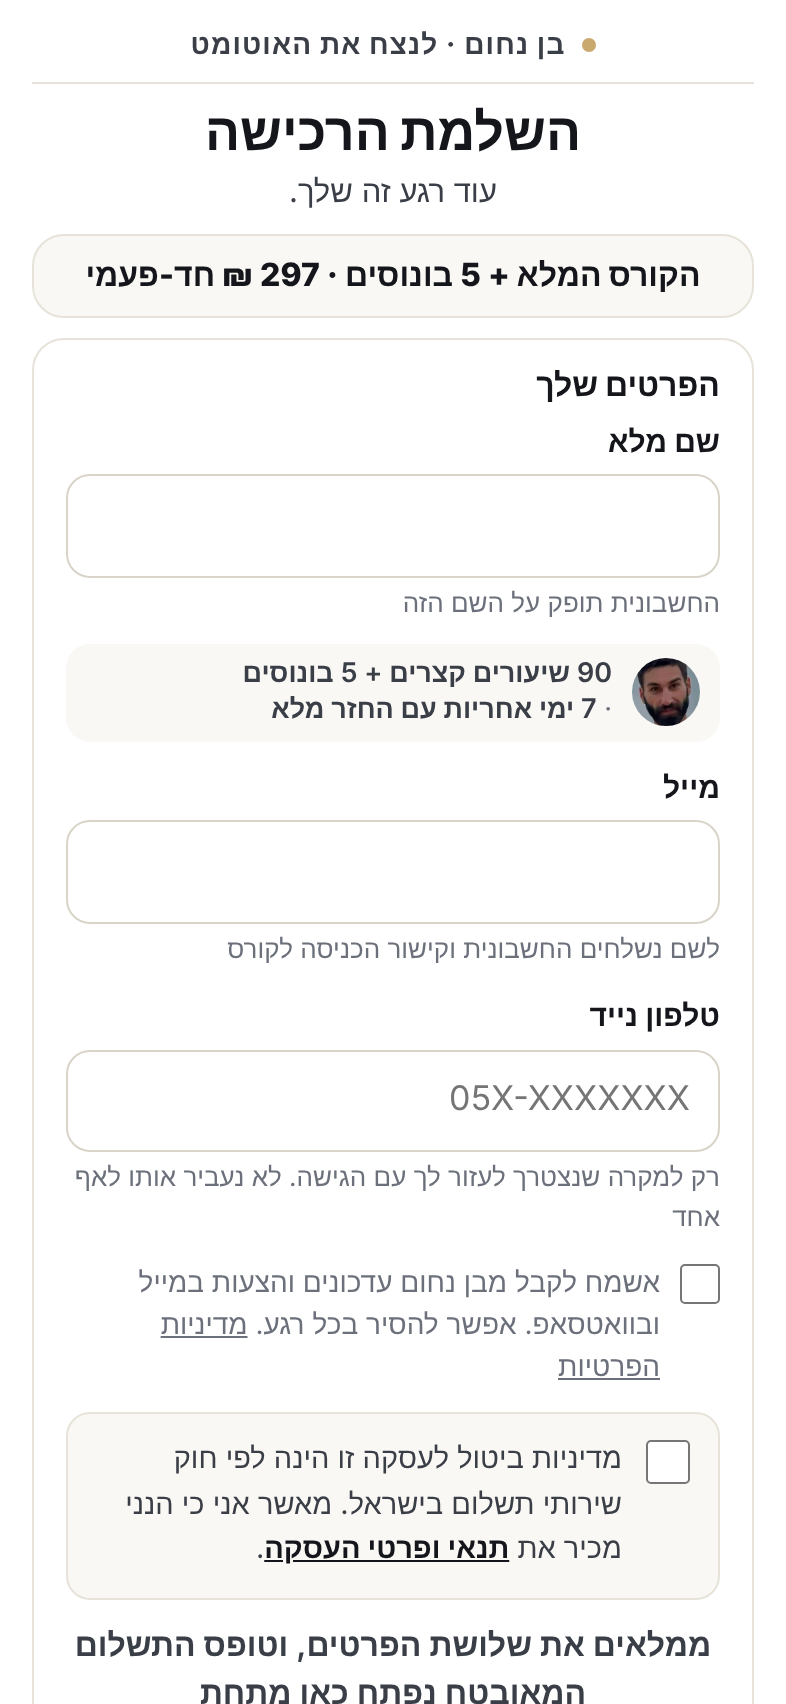 בן נחום · לנצח את האוטומט
השלמת הרכישה
עוד רגע זה שלך.
הקורס המלא + 5 בונוסים · 297 ₪ חד-פעמי
הפרטים שלך
שם מלא
החשבונית תופק על השם הזה
90 שיעורים קצרים + 5 בונוסים
· 7 ימי אחריות עם החזר מלא
מייל
לשם נשלחים החשבונית וקישור הכניסה לקורס
טלפון נייד
05X-XXXXXXX
רק למקרה שנצטרך לעזור לך עם הגישה. לא נעביר אותו לאף
אחד
אשמח לקבל מבן נחום עדכונים והצעות במייל
ובוואטסאפ. אפשר להסיר בכל רגע. מדיניות
הפרטיות
מדיניות ביטול לעסקה זו הינה לפי חוק
שירותי תשלום בישראל. מאשר אני כי הנני
מכיר את תנאי ופרטי העסקה.
ממלאים את שלושת הפרטים, וטופס התשלום
המאובטח נפתח כאן מתחת